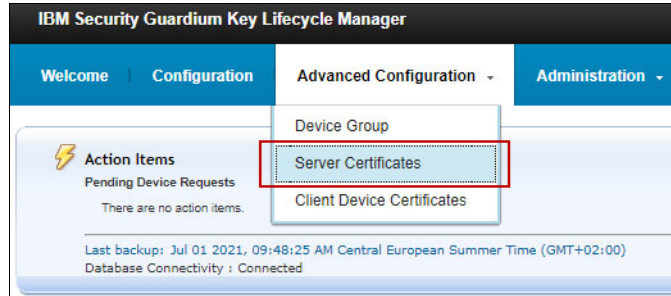 IBM Security Guardium Key Lifecycle Manager
Welcome Configuration Advanced Configuration Administration
Device Group
Action Items
Server Certificates
Pending Device Requests
There are no action items.
Client Device Certificates
Last backup: Jul 01 2021, 09:48:25 AM Central European Summer Time (GMT+02:00)
Database Connectivity : Connected